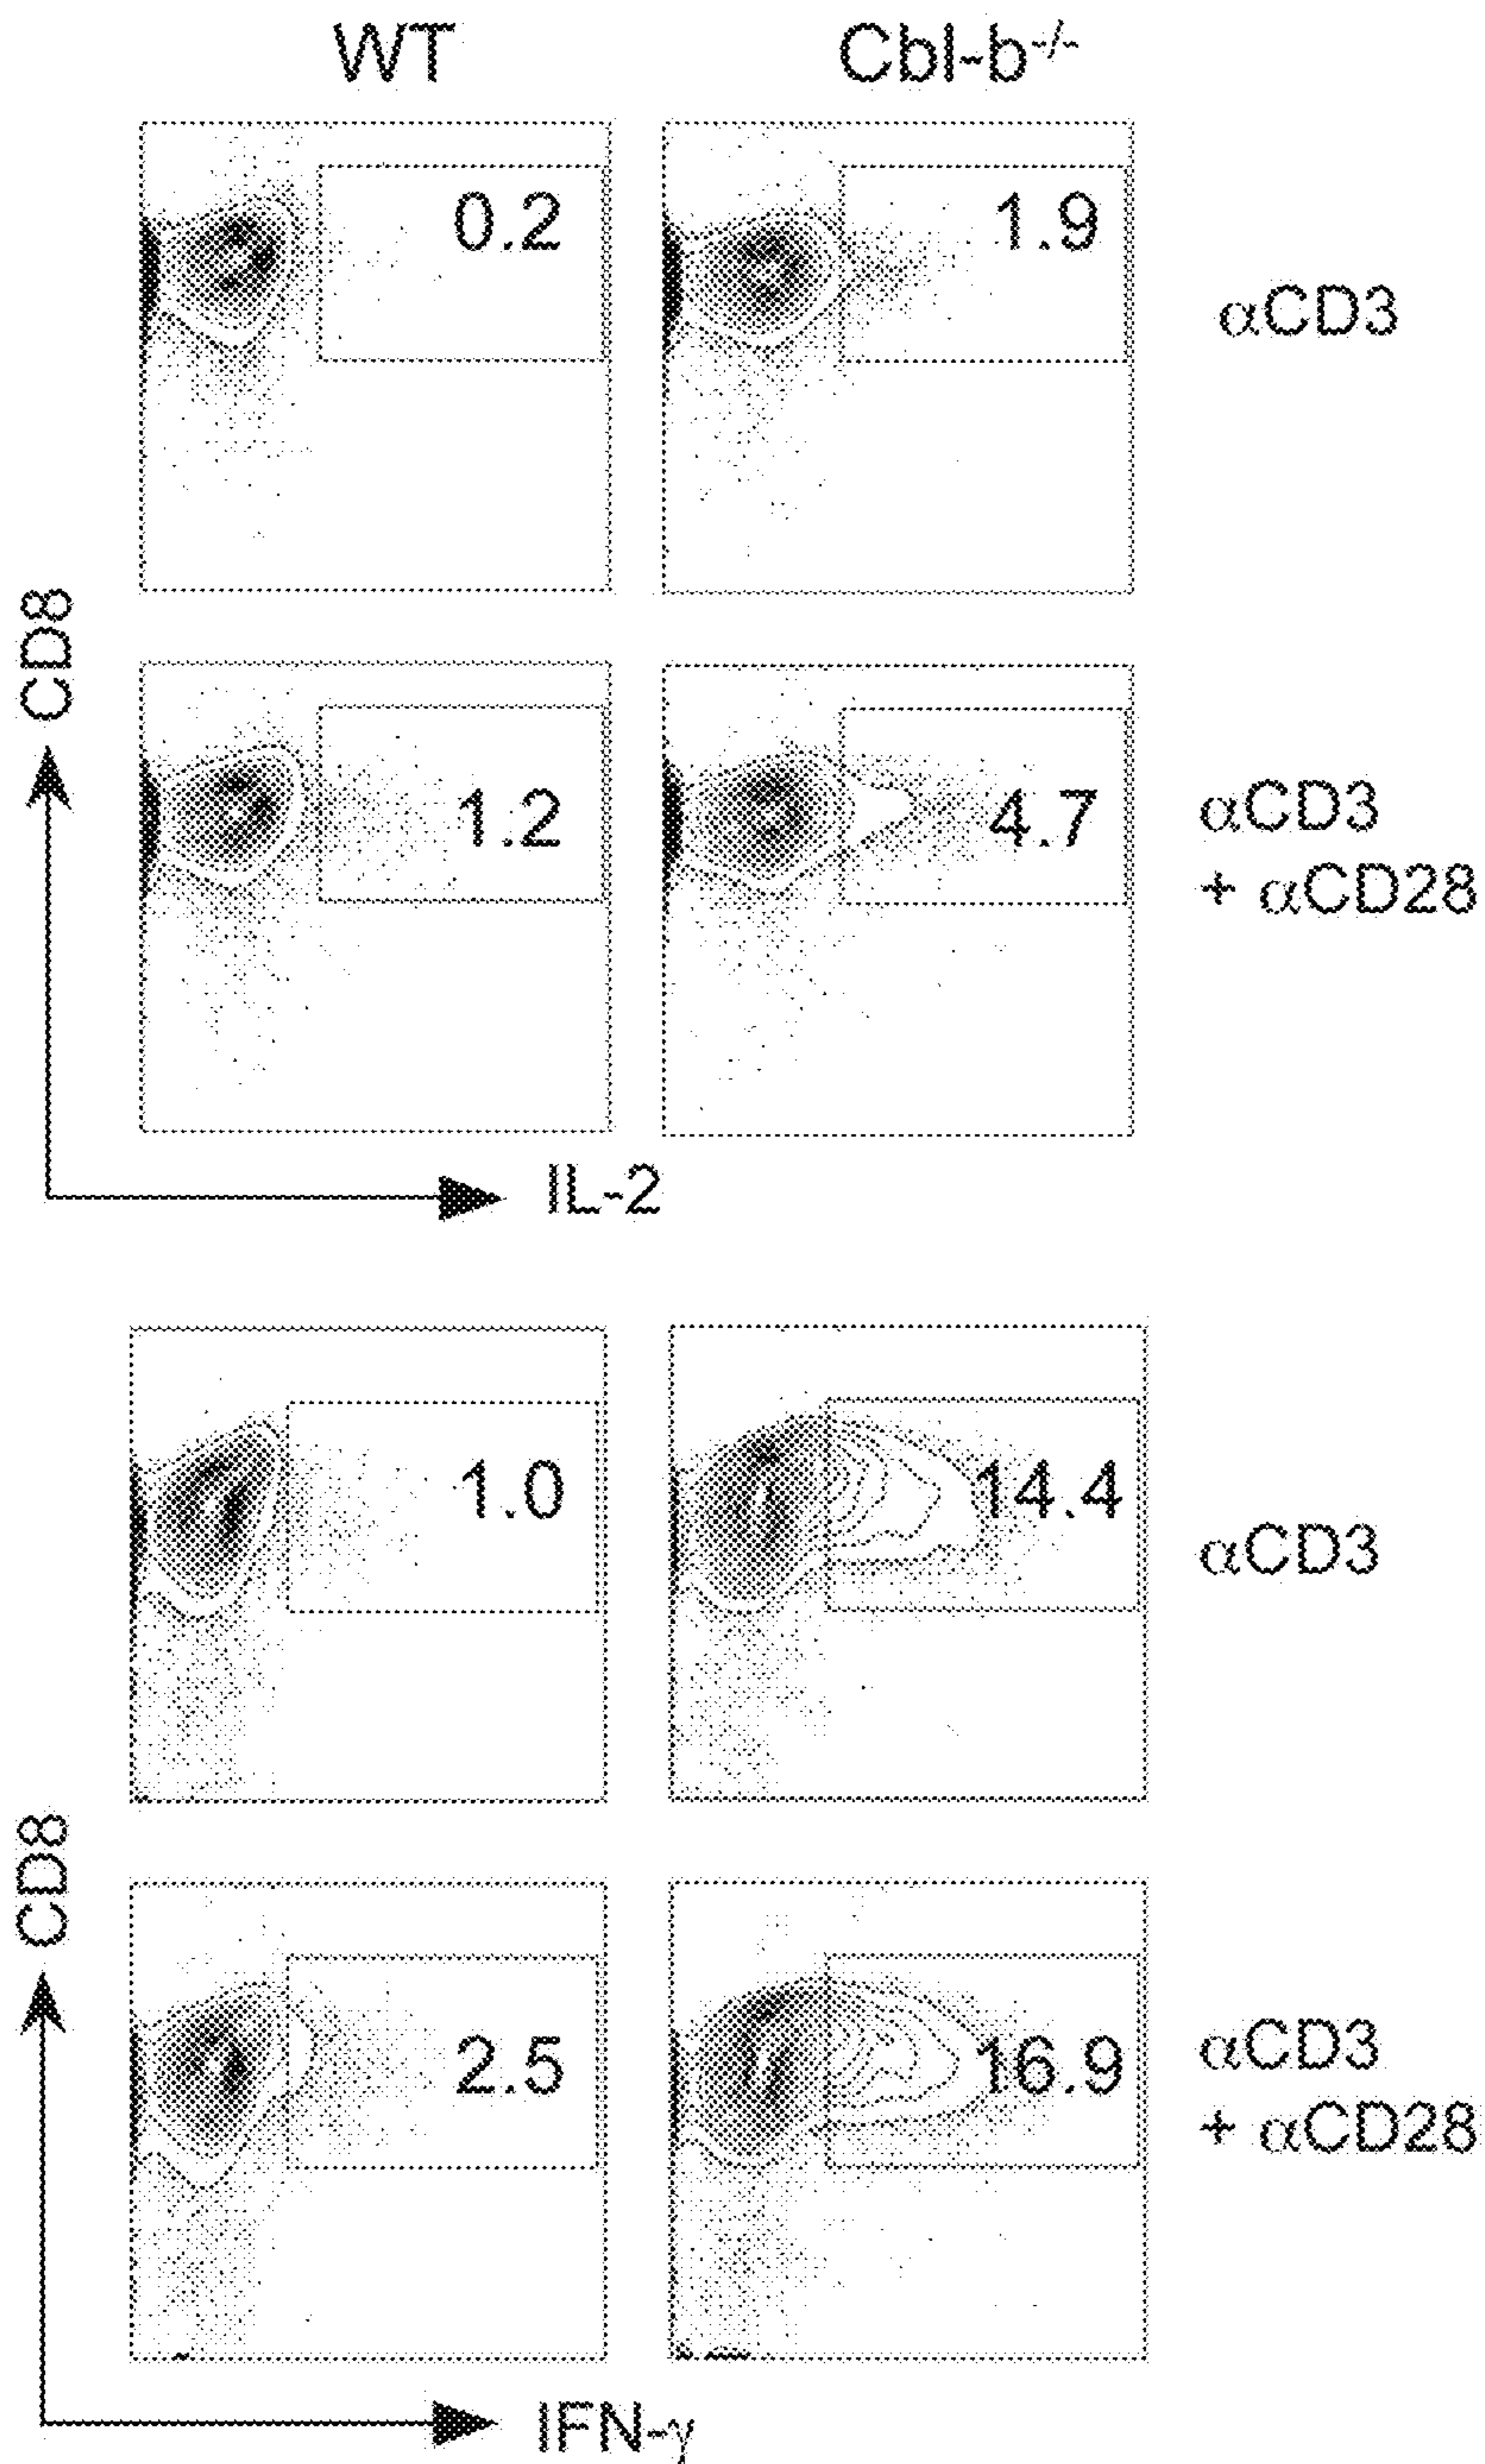 WT Cbl-b-/-
0.2 1.9 αCD3
CD8
1.2 4.7 αCD3
+ αCD28
IL-2
1.0 14.4 αCD3
CD8
2.5 16.9 αCD3
+ αCD28
IFN-γ